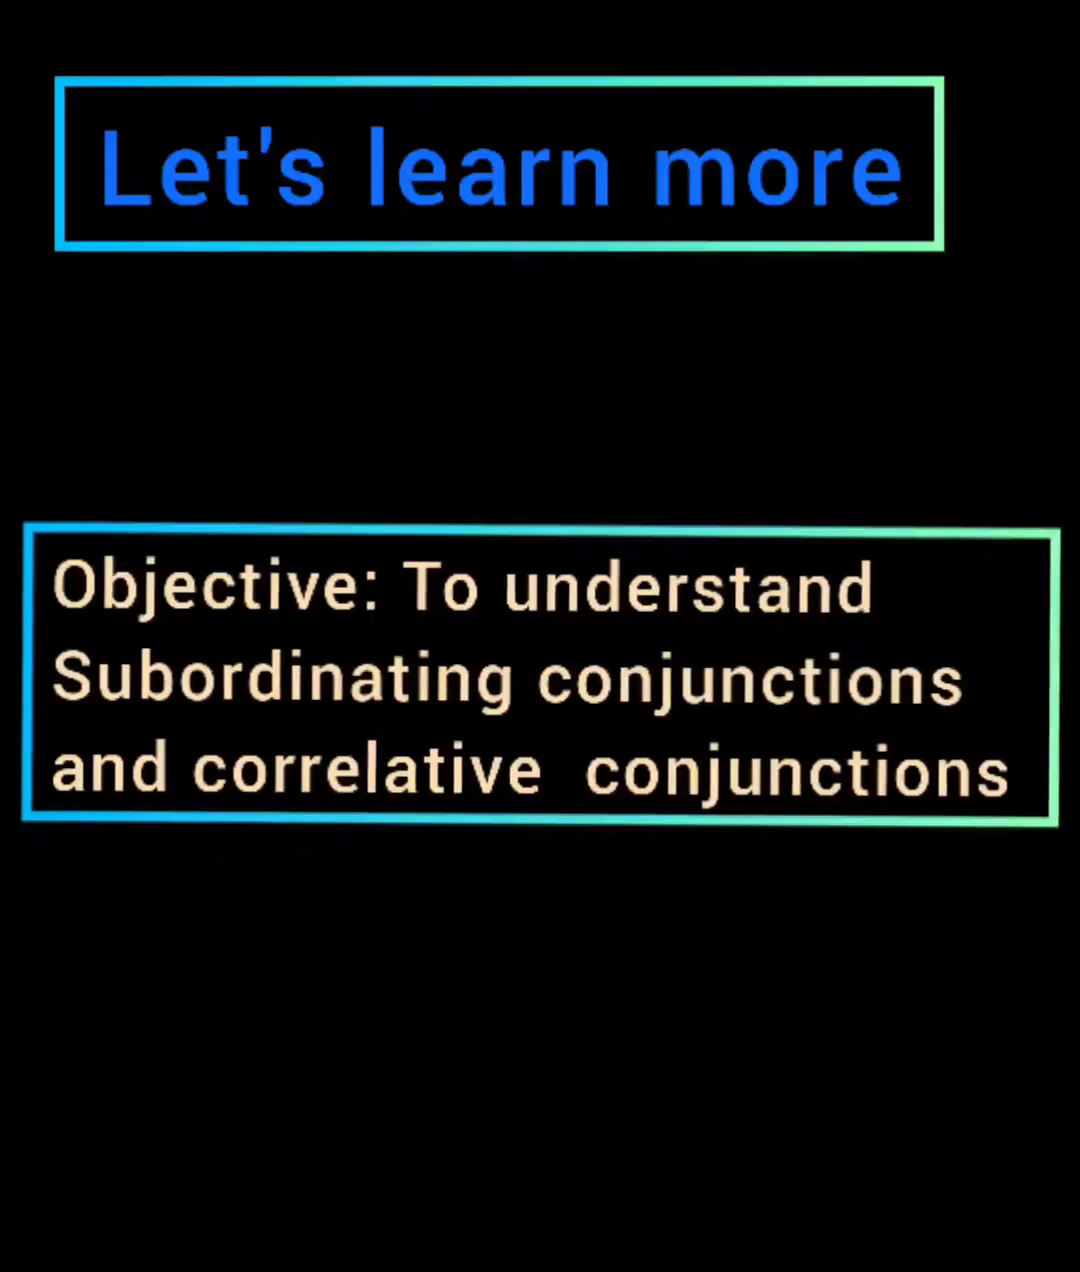 Let's learn more
Objective: To understand
Subordinating conjunctions
and correlative conjunctions